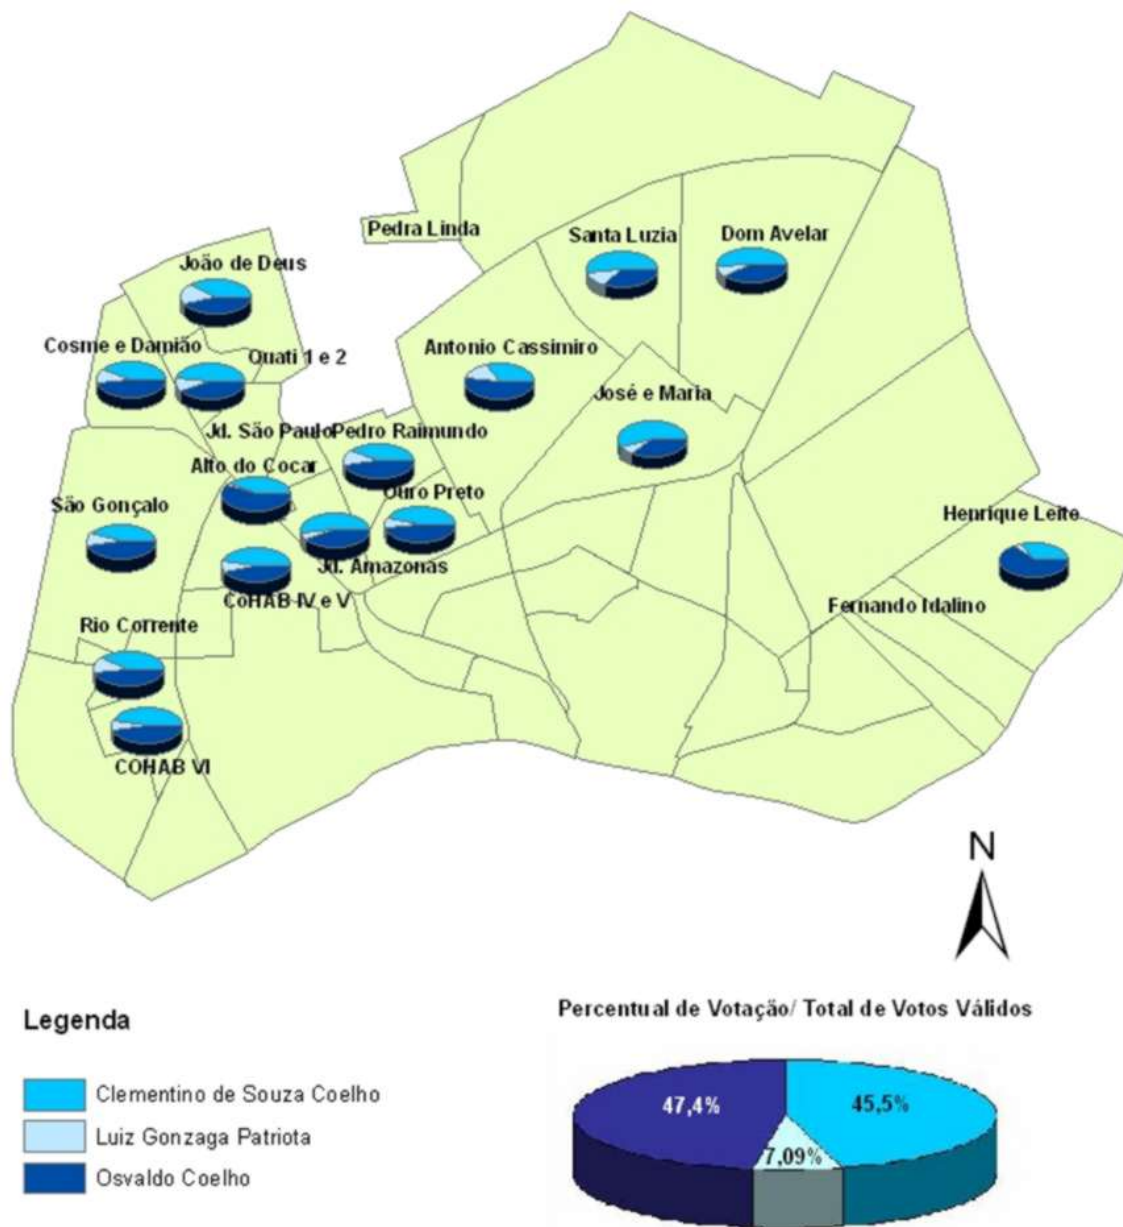 Pedra Linda
Santa Luzia
Dom Avelar
João de Deus
Cosme e Damião
Quati 1 e 2
Antonio Cassimiro
José e Maria
Jd. São Paulo
Pedro Raimundo
Alto do Cocar
Ouro Preto
São Gonçalo
Henrique Leite
Jd. Amazonas
CoHAB IV e V
Fernando Idalino
Rio Corrente
COHAB VI
N
Percentual de Votação/ Total de Votos Válidos
Legenda
Clementino de Souza Coelho
Luiz Gonzaga Patriota
Osvaldo Coelho
47,4%
45,5%
7,09%